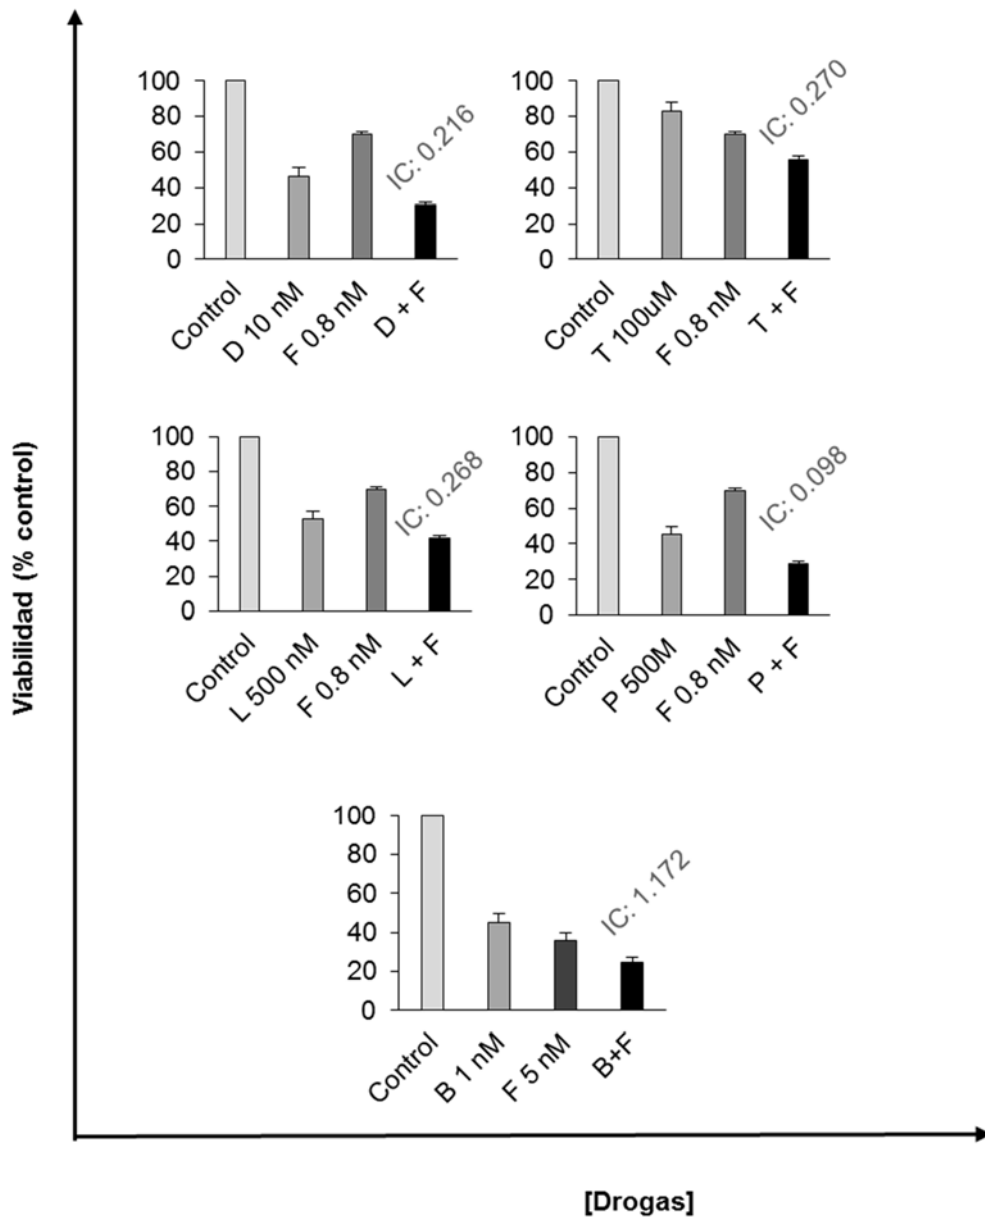 Viabilidad (% control)
100
80
60
40
20
0
IC: 0.216
Control
D 10 nM
F 0.8 nM
D + F
100
80
60
40
20
0
IC: 0.270
Control
T 100uM
F 0.8 nM
T + F
100
80
60
40
20
0
IC: 0.268
Control
L 500 nM
F 0.8 nM
L + F
100
80
60
40
20
0
IC: 0.098
Control
P 500M
F 0.8 nM
P + F
100
80
60
40
20
0
IC: 1.172
Control
B 1 nM
F 5 nM
B+F
[Drogas]